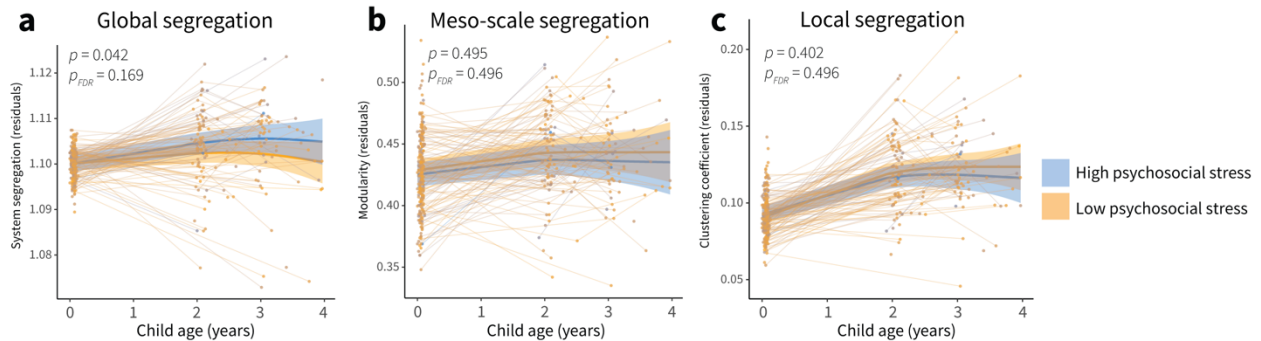 a Global segregation
p = 0.042
pFDR = 0.169
System segregation (residuals)
1.12
1.11
1.10
1.09
1.08
0 1 2 3 4
Child age (years)
b Meso-scale segregation
p = 0.495
pFDR = 0.496
Modularity (residuals)
0.50
0.45
0.40
0.35
0 1 2 3 4
Child age (years)
c Local segregation
p = 0.402
pFDR = 0.496
Clustering coefficient (residuals)
0.20
0.15
0.10
0.05
0 1 2 3 4
Child age (years)
High psychosocial stress
Low psychosocial stress